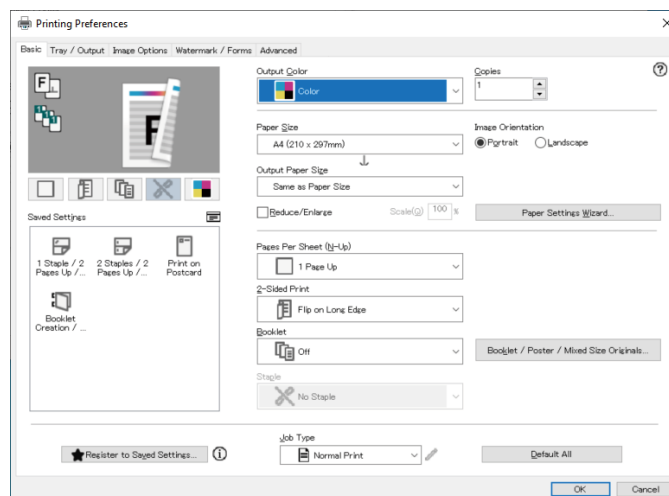 Printing Preferences
Basic Tray / Output Image Options Watermark / Forms Advanced
Output Color
Color
Copies
1
Paper Size
A4 (210 x 297mm)
Image Orientation
Portrait Landscape
Output Paper Size
Same as Paper Size
Reduce/Enlarge Scale(Q) 100 %
Paper Settings Wizard...
Saved Settings
1 Staple / 2 Pages Up /...
2 Staples / 2 Pages Up /...
Print on Postcard
Booklet Creation / ...
Pages Per Sheet (N-Up)
1 Page Up
2-Sided Print
Flip on Long Edge
Booklet
Off
Booklet / Poster / Mixed Size Originals...
Staple
No Staple
Register to Saved Settings...
Job Type
Normal Print
Default All
OK Cancel